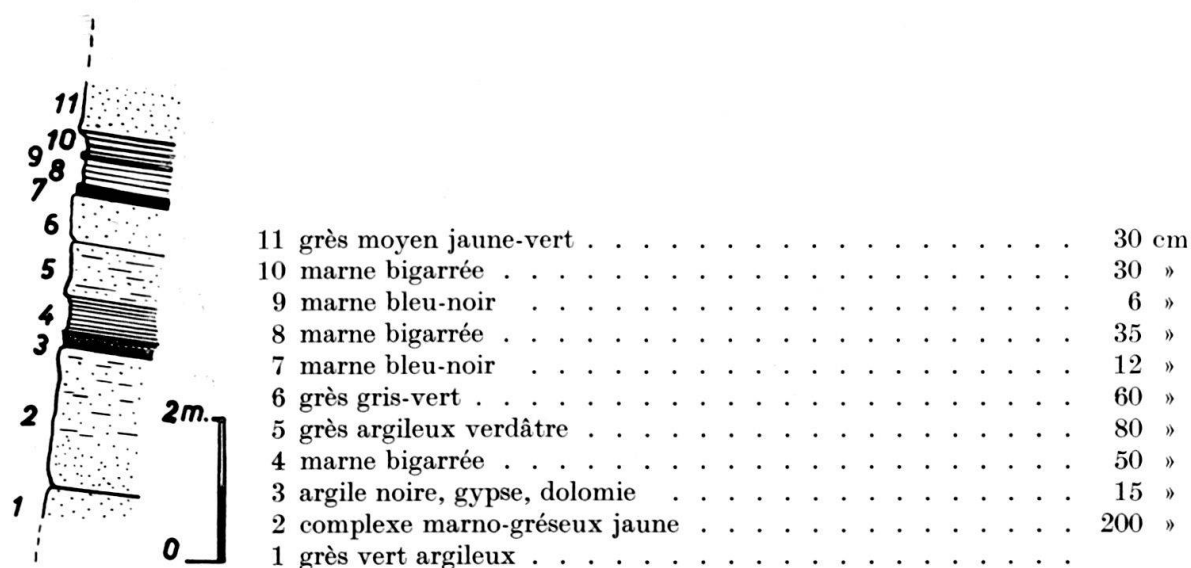 11
10
9
8
7
6
5
4
3
2
1
2m.
0
11 grès moyen jaune-vert . . . . . . . . . . . . . . . . . 30 cm
10 marne bigarrée . . . . . . . . . . . . . . . . . . . . 30 »
9 marne bleu-noir . . . . . . . . . . . . . . . . . . . 6 »
8 marne bigarrée . . . . . . . . . . . . . . . . . . . . 35 »
7 marne bleu-noir . . . . . . . . . . . . . . . . . . . 12 »
6 grès gris-vert . . . . . . . . . . . . . . . . . . . . . 60 »
5 grès argileux verdâtre . . . . . . . . . . . . . . . . . 80 »
4 marne bigarrée . . . . . . . . . . . . . . . . . . . . 50 »
3 argile noire, gypse, dolomie . . . . . . . . . . . . . . 15 »
2 complexe marno-gréseux jaune . . . . . . . . . . . . . 200 »
1 grès vert argileux . . . . . . . . . . . . . . . . . . .